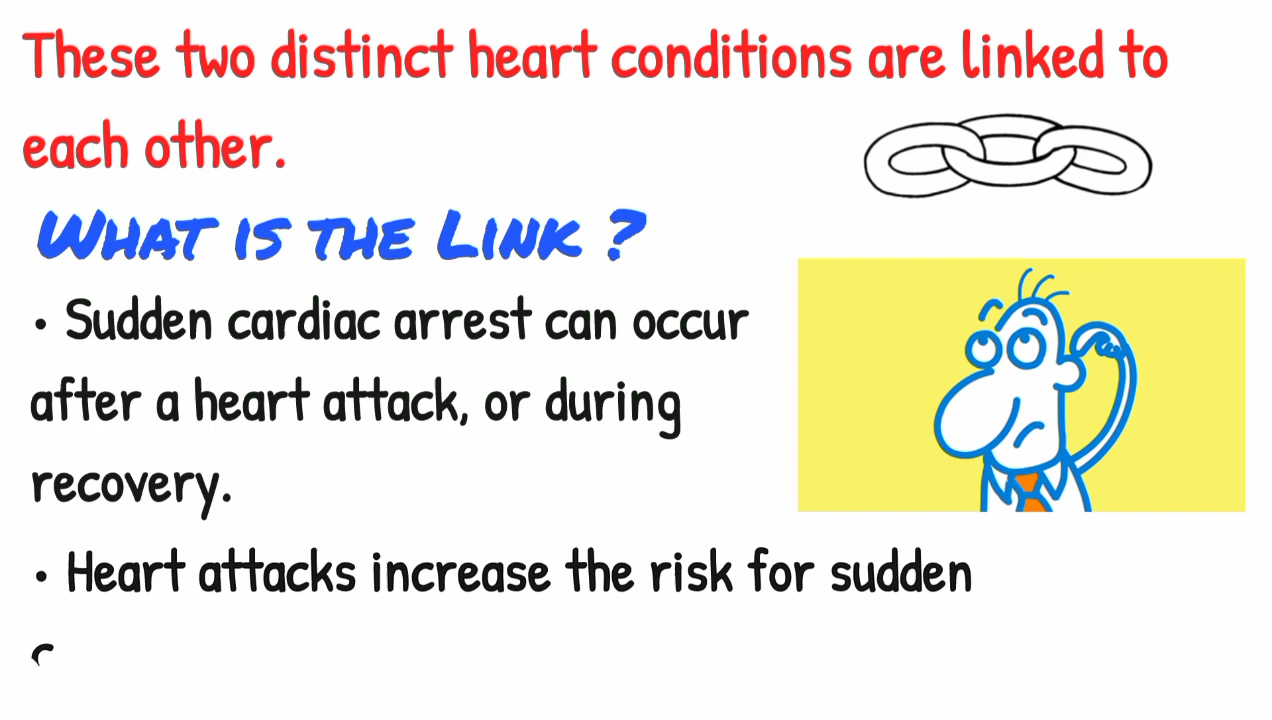 These two distinct heart conditions are linked to
each other.
What is the Link ?
• Sudden cardiac arrest can occur
after a heart attack, or during
recovery.
• Heart attacks increase the risk for sudden